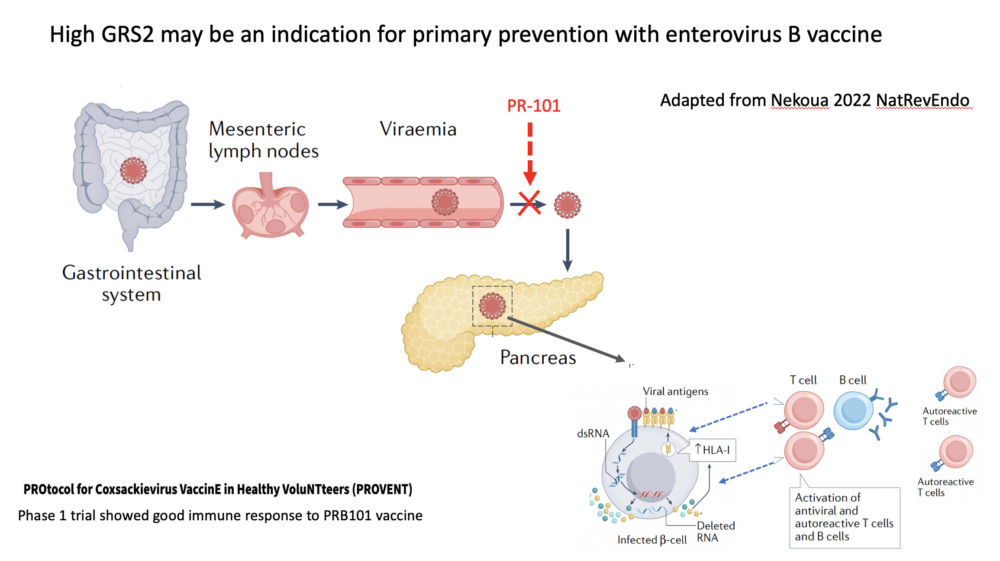 High GRS2 may be an indication for primary prevention with enterovirus B vaccine
Adapted from Nekoua 2022 NatRevEndo
PR-101
Mesenteric
lymph nodes
Viraemia
Gastrointestinal
system
Pancreas
Viral antigens
dsRNA
↑HLA-I
Deleted
RNA
Infected β-cell
T cell
B cell
Activation of
antiviral and
autoreactive T cells
and B cells
Autoreactive
T cells
Autoreactive
T cells
PROtocol for Coxsackievirus VaccinE in Healthy VoluNTteers (PROVENT)
Phase 1 trial showed good immune response to PRB101 vaccine